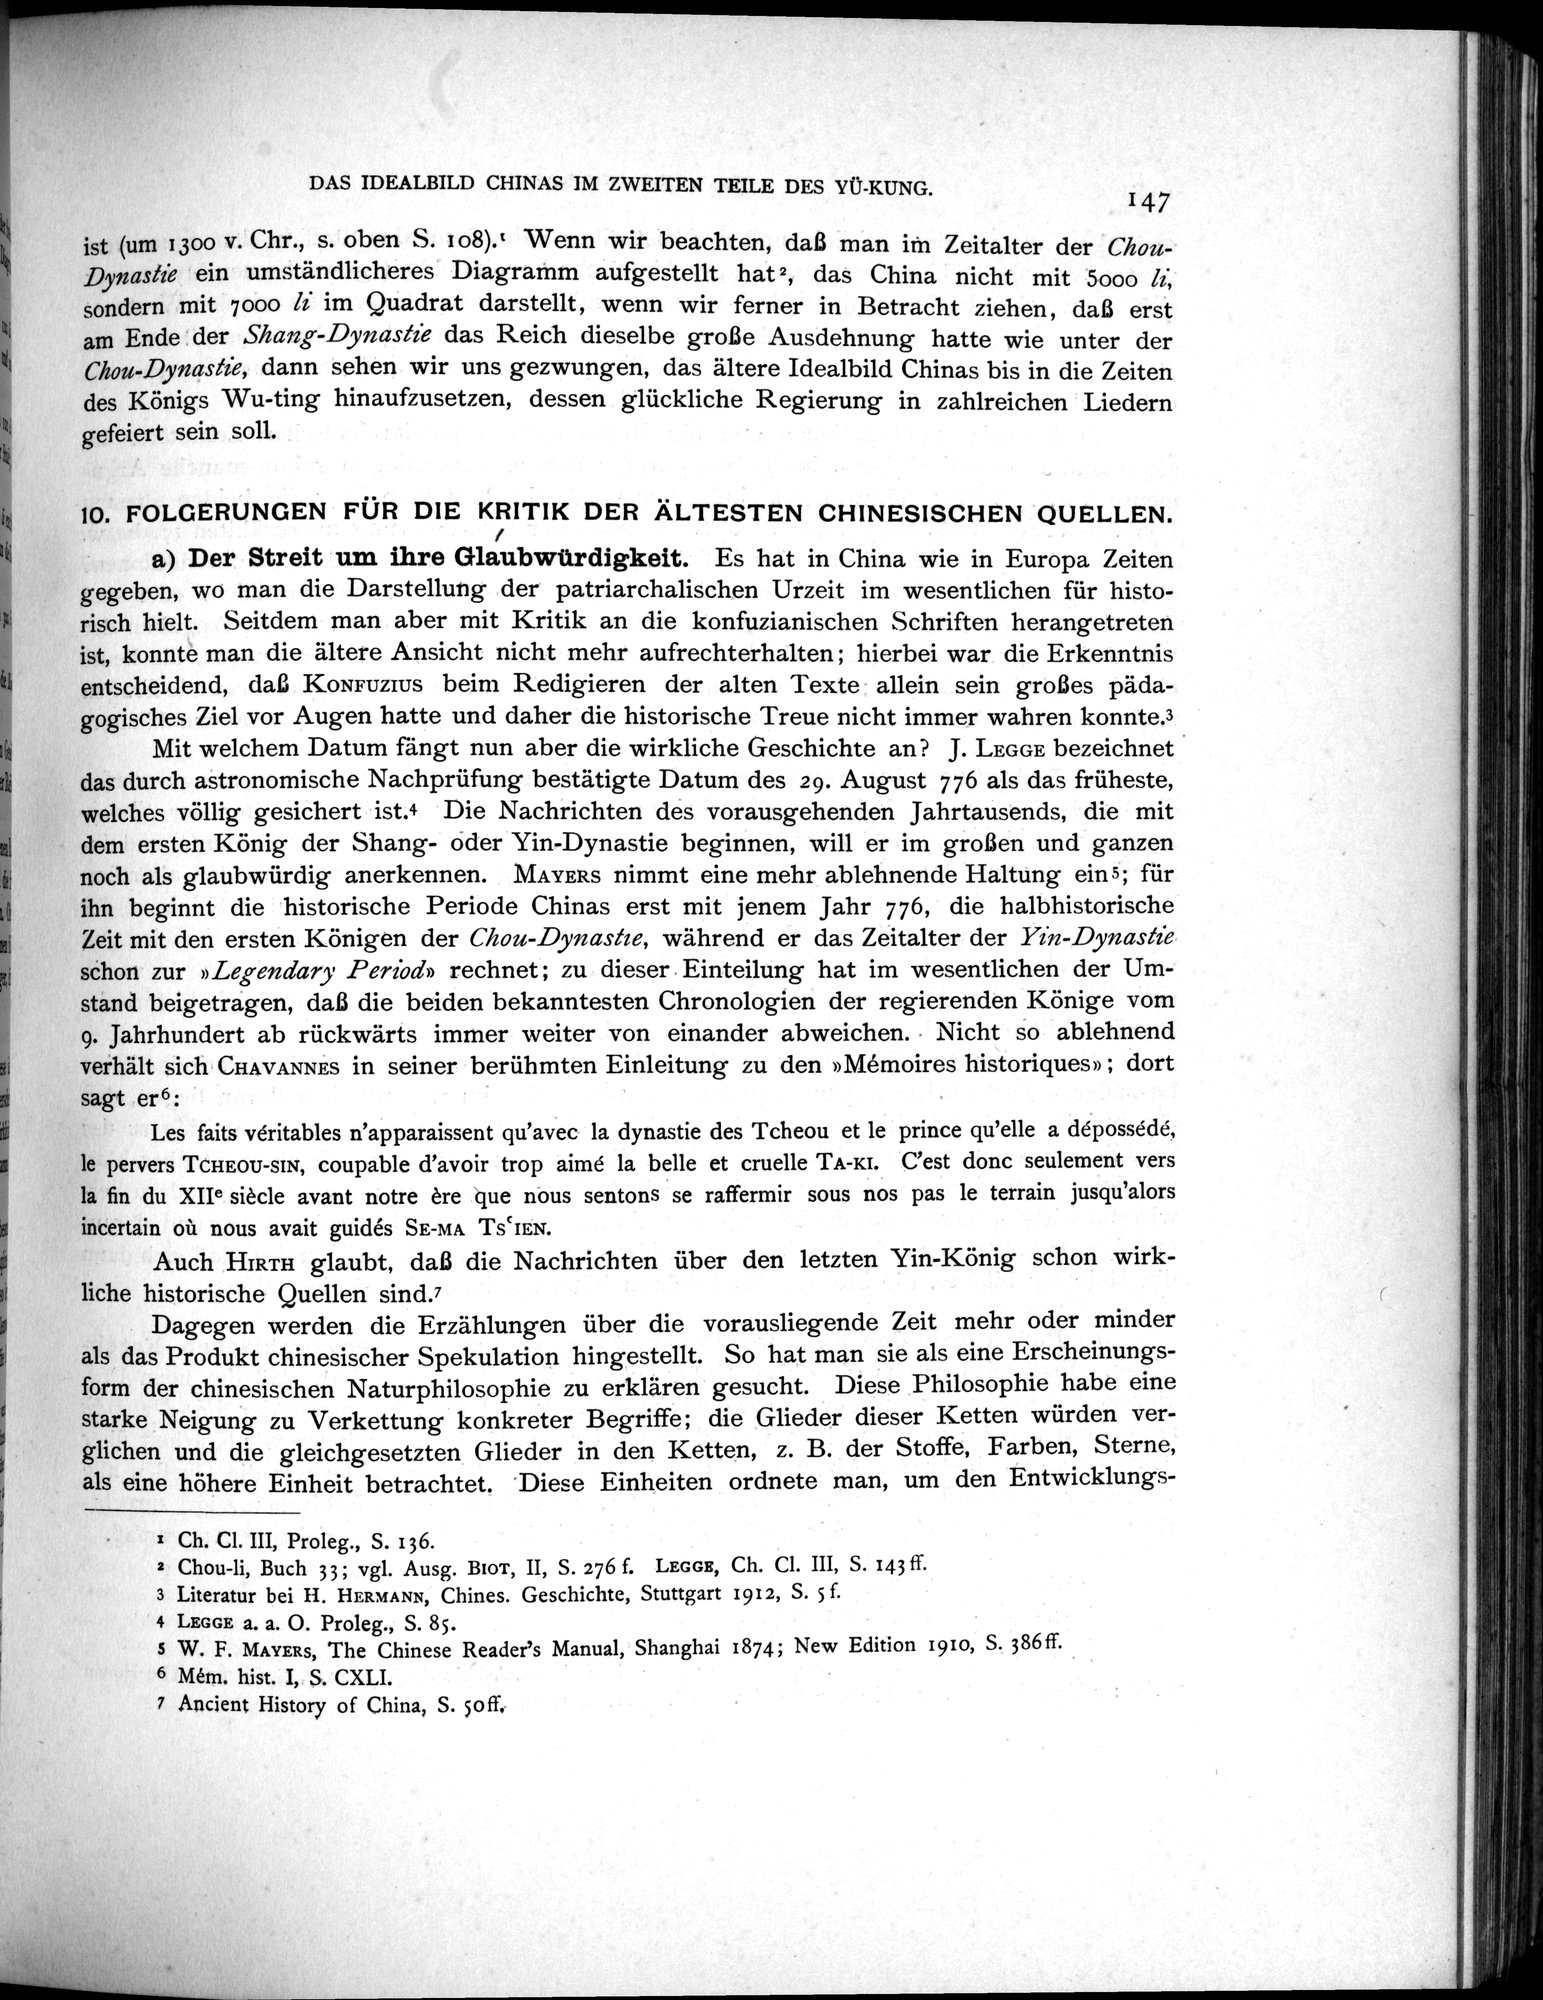 DAS IDEALBILD CHINAS IM ZWEITEN TEILE DES YÜ-KUNG.
147
ist (um 1300 v. Chr., s. oben S. 108).¹ Wenn wir beachten, daß man im Zeitalter der Chou-
Dynastie ein umständlicheres Diagramm aufgestellt hat², das China nicht mit 5000 li,
sondern mit 7000 li im Quadrat darstellt, wenn wir ferner in Betracht ziehen, daß erst
am Ende der Shang-Dynastie das Reich dieselbe große Ausdehnung hatte wie unter der
Chou-Dynastie, dann sehen wir uns gezwungen, das ältere Idealbild Chinas bis in die Zeiten
des Königs Wu-ting hinaufzusetzen, dessen glückliche Regierung in zahlreichen Liedern
gefeiert sein soll.
10. FOLGERUNGEN FÜR DIE KRITIK DER ÄLTESTEN CHINESISCHEN QUELLEN.
a) Der Streit um ihre Glaubwürdigkeit. Es hat in China wie in Europa Zeiten
gegeben, wo man die Darstellung der patriarchalischen Urzeit im wesentlichen für histo-
risch hielt. Seitdem man aber mit Kritik an die konfuzianischen Schriften herangetreten
ist, konnte man die ältere Ansicht nicht mehr aufrechterhalten; hierbei war die Erkenntnis
entscheidend, daß KONFUZIUS beim Redigieren der alten Texte allein sein großes päda-
gogisches Ziel vor Augen hatte und daher die historische Treue nicht immer wahren konnte.³
Mit welchem Datum fängt nun aber die wirkliche Geschichte an? J. LEGGE bezeichnet
das durch astronomische Nachprüfung bestätigte Datum des 29. August 776 als das früheste,
welches völlig gesichert ist.⁴ Die Nachrichten des vorausgehenden Jahrtausends, die mit
dem ersten König der Shang- oder Yin-Dynastie beginnen, will er im großen und ganzen
noch als glaubwürdig anerkennen. MAYERS nimmt eine mehr ablehnende Haltung ein⁵; für
ihn beginnt die historische Periode Chinas erst mit jenem Jahr 776, die halbhistorische
Zeit mit den ersten Königen der Chou-Dynastie, während er das Zeitalter der Yin-Dynastie
schon zur »Legendary Period» rechnet; zu dieser Einteilung hat im wesentlichen der Um-
stand beigetragen, daß die beiden bekanntesten Chronologien der regierenden Könige vom
9. Jahrhundert ab rückwärts immer weiter von einander abweichen. Nicht so ablehnend
verhält sich CHAVANNES in seiner berühmten Einleitung zu den »Mémoires historiques»; dort
sagt er⁶:
Les faits véritables n'apparaissent qu'avec la dynastie des Tcheou et le prince qu'elle a dépossédé,
le pervers TCHEOU-SIN, coupable d'avoir trop aimé la belle et cruelle TA-KI. C'est donc seulement vers
la fin du XIIe siècle avant notre ère que nous sentons se raffermir sous nos pas le terrain jusqu'alors
incertain où nous avait guidés SE-MA TSʿIEN.
Auch HIRTH glaubt, daß die Nachrichten über den letzten Yin-König schon wirk-
liche historische Quellen sind.⁷
Dagegen werden die Erzählungen über die vorausliegende Zeit mehr oder minder
als das Produkt chinesischer Spekulation hingestellt. So hat man sie als eine Erscheinungs-
form der chinesischen Naturphilosophie zu erklären gesucht. Diese Philosophie habe eine
starke Neigung zu Verkettung konkreter Begriffe; die Glieder dieser Ketten würden ver-
glichen und die gleichgesetzten Glieder in den Ketten, z. B. der Stoffe, Farben, Sterne,
als eine höhere Einheit betrachtet. Diese Einheiten ordnete man, um den Entwicklungs-
¹ Ch. Cl. III, Proleg., S. 136.
² Chou-li, Buch 33; vgl. Ausg. BIOT, II, S. 276 f. LEGGE, Ch. Cl. III, S. 143 ff.
³ Literatur bei H. HERMANN, Chines. Geschichte, Stuttgart 1912, S. 5 f.
⁴ LEGGE a. a. O. Proleg., S. 85.
⁵ W. F. MAYERS, The Chinese Reader's Manual, Shanghai 1874; New Edition 1910, S. 386 ff.
⁶ Mém. hist. I, S. CXLI.
⁷ Ancient History of China, S. 50 ff.